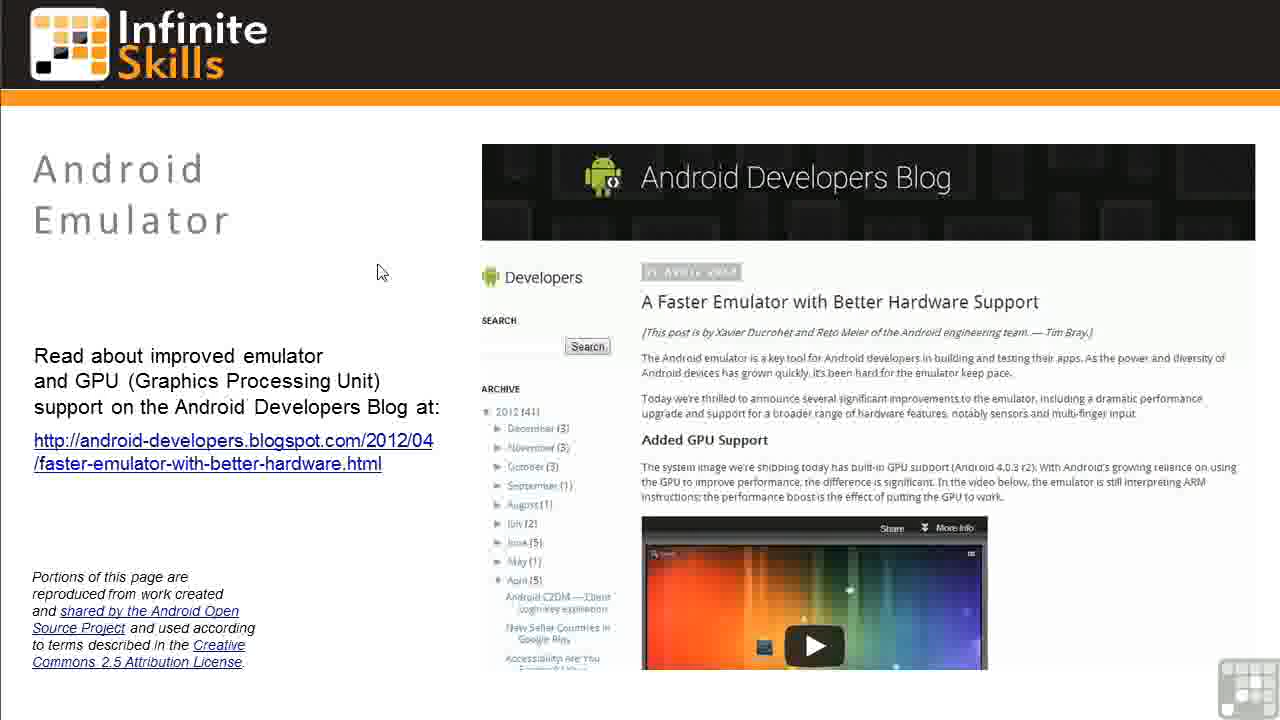 Infinite
Skills
Android
Emulator
Read about improved emulator
and GPU (Graphics Processing Unit)
support on the Android Developers Blog at:
http://android-developers.blogspot.com/2012/04
/faster-emulator-with-better-hardware.html
Portions of this page are
reproduced from work created
and shared by the Android Open
Source Project and used according
to terms described in the Creative
Commons 2.5 Attribution License.
Android Developers Blog
Developers
SEARCH
Search
ARCHIVE
2012 (41)
December (3)
November (3)
October (3)
September (1)
August (1)
July (2)
June (5)
May (1)
April (5)
Android C2DM — Client
Login key expiration
New Seller Countries in
Google Play
Accessibility: Are You
A Faster Emulator with Better Hardware Support
[This post is by Xavier Ducrohet and Reto Meier of the Android engineering team. — Tim Bray.]
The Android emulator is a key tool for Android developers in building and testing their apps. As the power and diversity of
Android devices has grown quickly, it's been hard for the emulator keep pace.
Today we're thrilled to announce several significant improvements to the emulator, including a dramatic performance
upgrade and support for a broader range of hardware features, notably sensors and multi-finger input.
Added GPU Support
The system image we're shipping today has built-in GPU support (Android 4.0.3 r2). With Android's growing reliance on using
the GPU to improve performance, the difference is significant. In the video below, the emulator is still interpreting ARM
instructions; the performance boost is the effect of putting the GPU to work.
Share More info